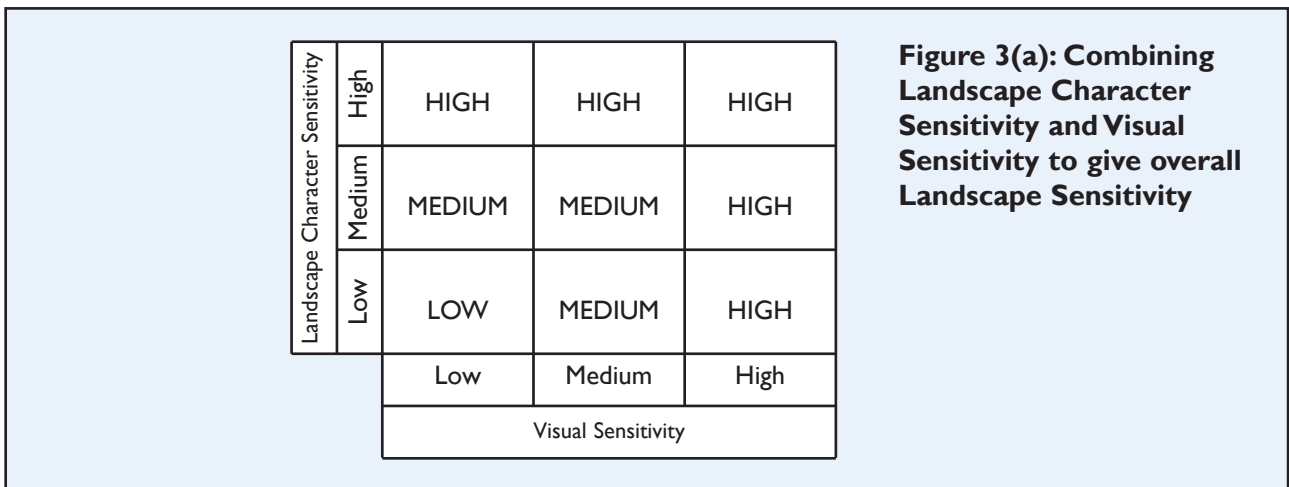 Landscape Character Sensitivity
High
HIGH
HIGH
HIGH
Medium
MEDIUM
MEDIUM
HIGH
Low
LOW
MEDIUM
HIGH
Low
Medium
High
Visual Sensitivity
Figure 3(a): Combining
Landscape Character
Sensitivity and Visual
Sensitivity to give overall
Landscape Sensitivity